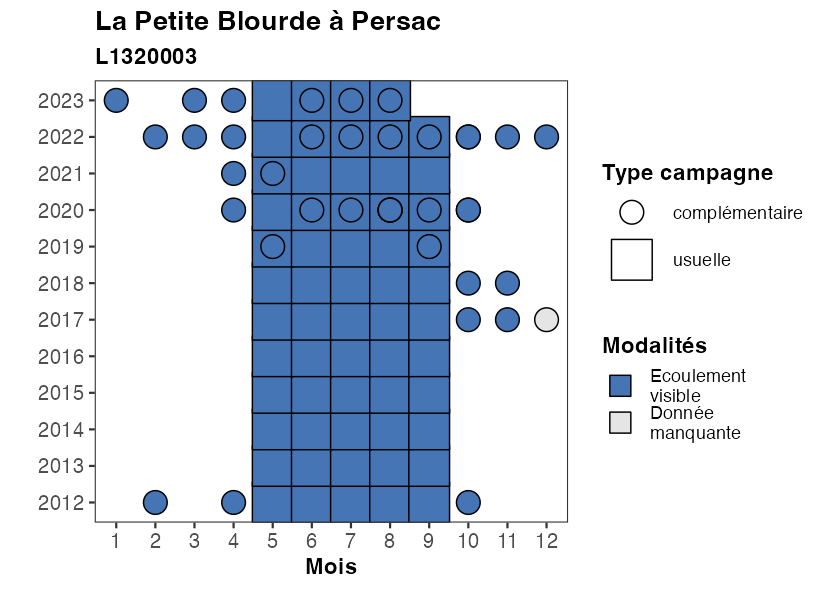 La Petite Blourde à Persac
L1320003
2023
2022
2021
2020
2019
2018
2017
2016
2015
2014
2013
2012
1 2 3 4 5 6 7 8 9 10 11 12
Mois
Type campagne
complémentaire
usuelle
Modalités
Ecoulement
visible
Donnée
manquante